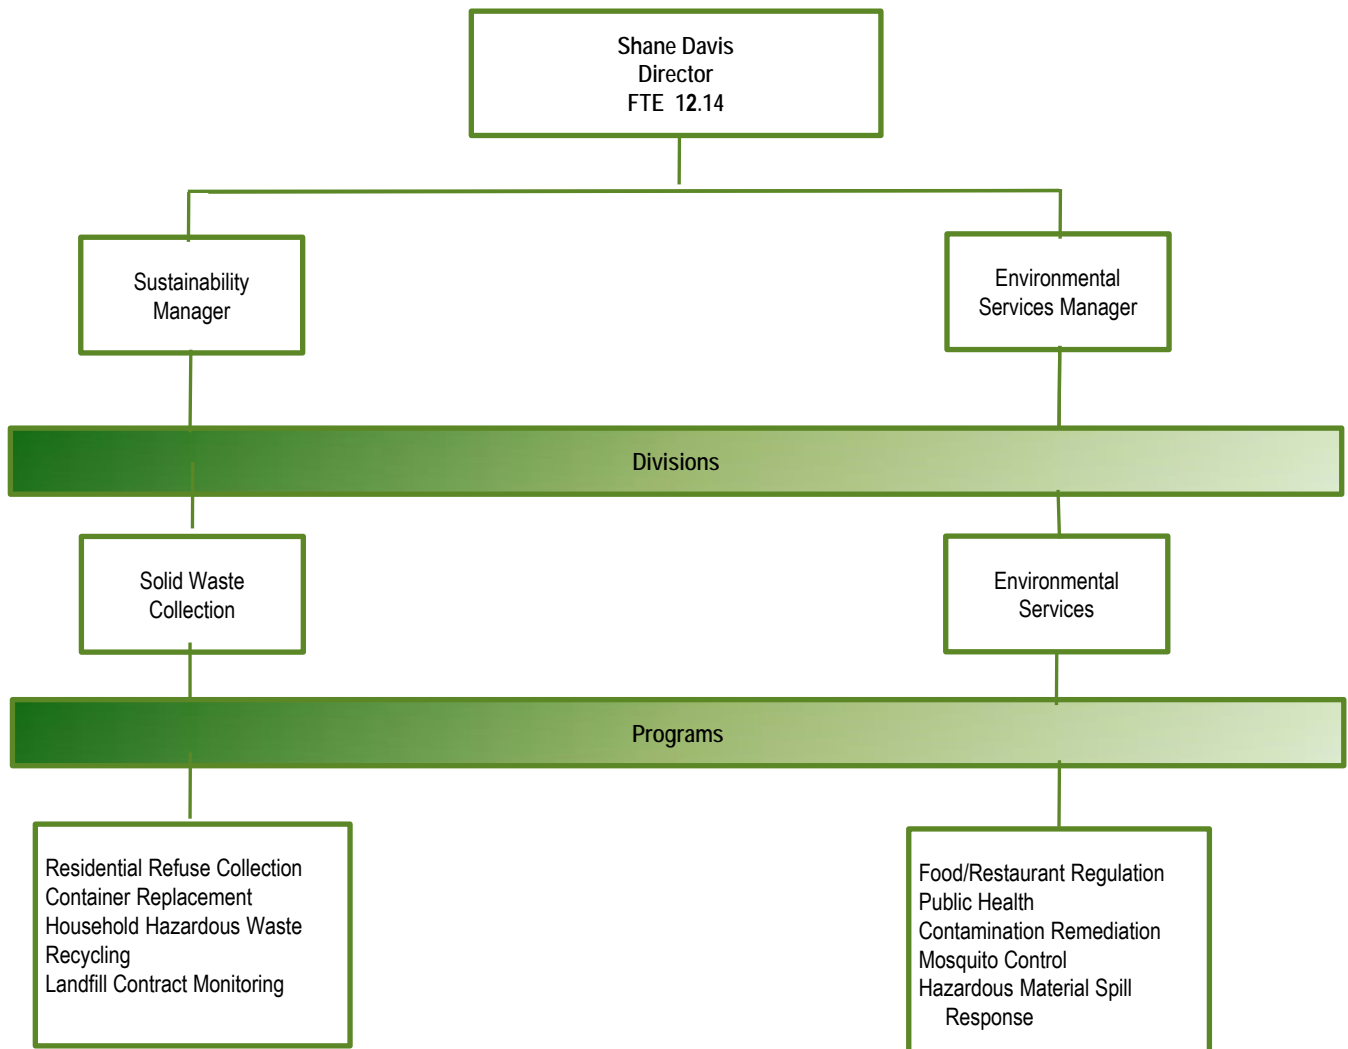 Shane Davis
Director
FTE 12.14
Sustainability
Manager
Environmental
Services Manager
Divisions
Solid Waste
Collection
Environmental
Services
Programs
Residential Refuse Collection
Container Replacement
Household Hazardous Waste
Recycling
Landfill Contract Monitoring
Food/Restaurant Regulation
Public Health
Contamination Remediation
Mosquito Control
Hazardous Material Spill
Response